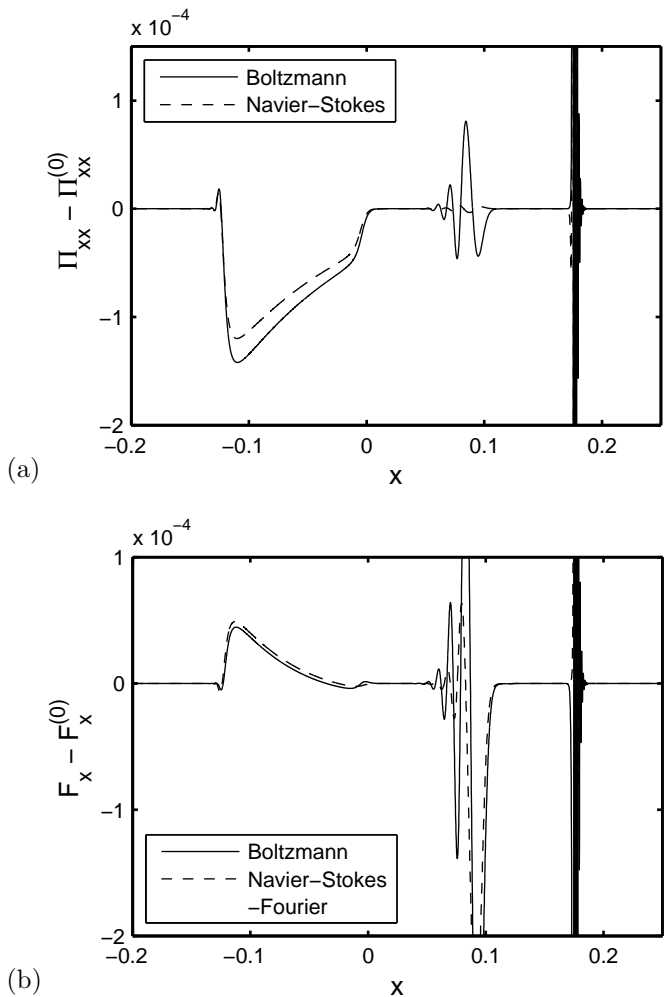 x 10⁻⁴
1
0
−1
−2
Π_xx − Π_xx^(0)
Boltzmann
Navier−Stokes
−0.2 −0.1 0 0.1 0.2
x
(a)
x 10⁻⁴
1
0
−1
−2
F_x − F_x^(0)
Boltzmann
Navier−Stokes
−Fourier
−0.2 −0.1 0 0.1 0.2
x
(b)